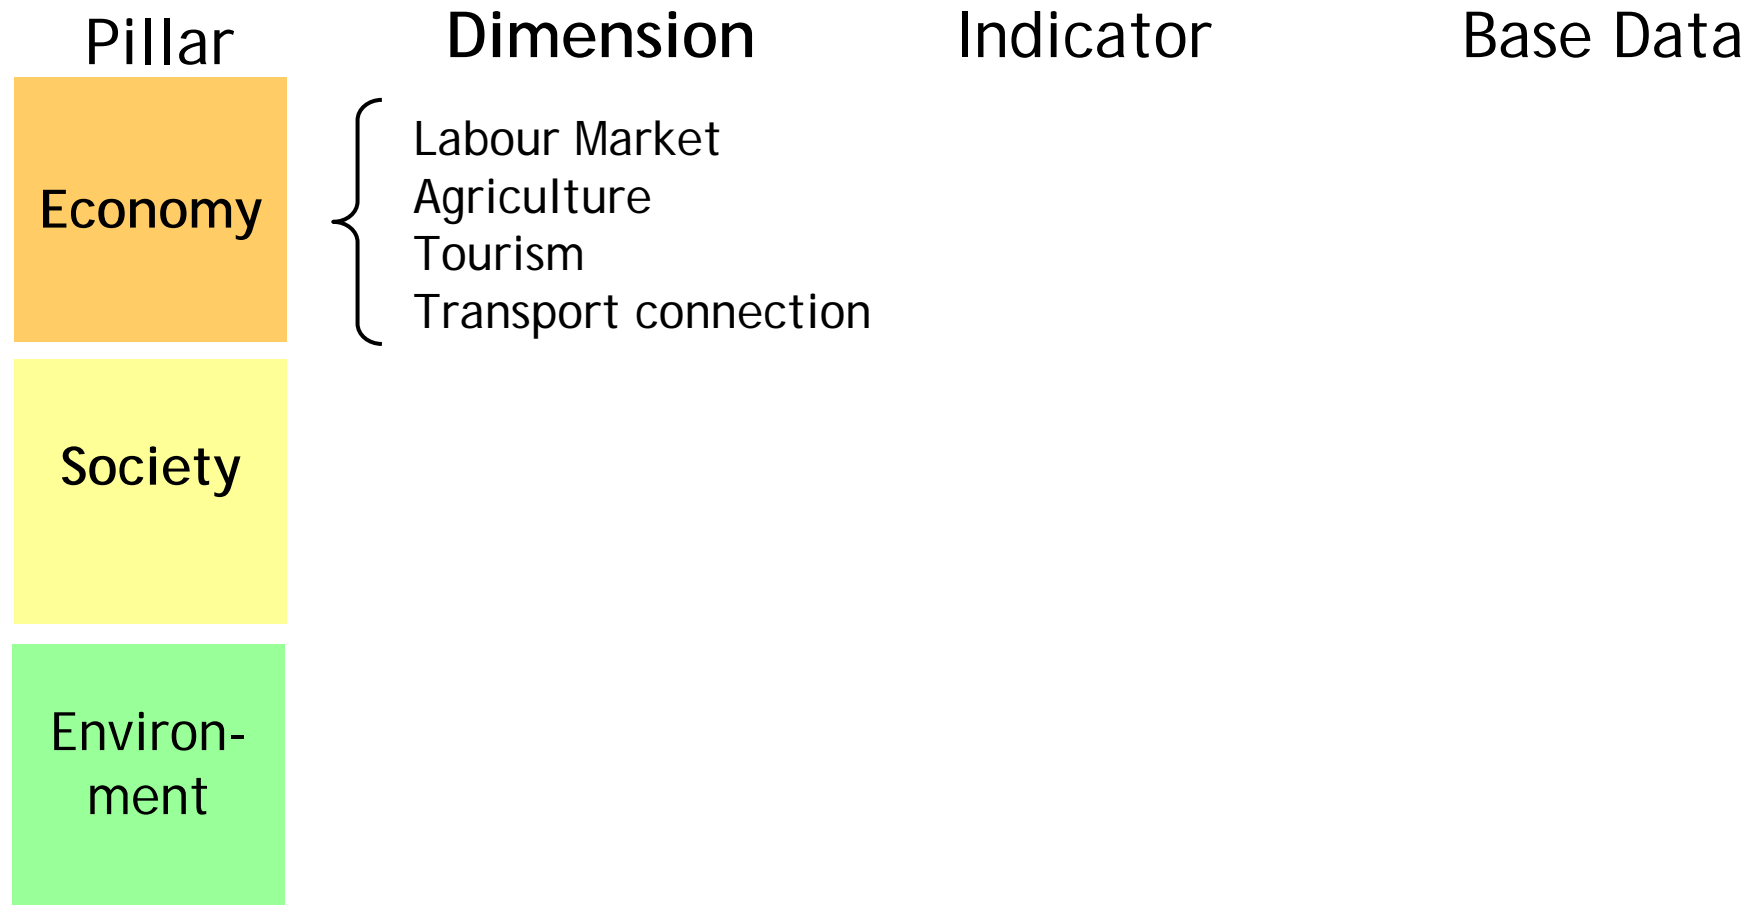 Pillar Dimension Indicator Base Data
Economy
Labour Market
Agriculture
Tourism
Transport connection
Society
Environ-
ment